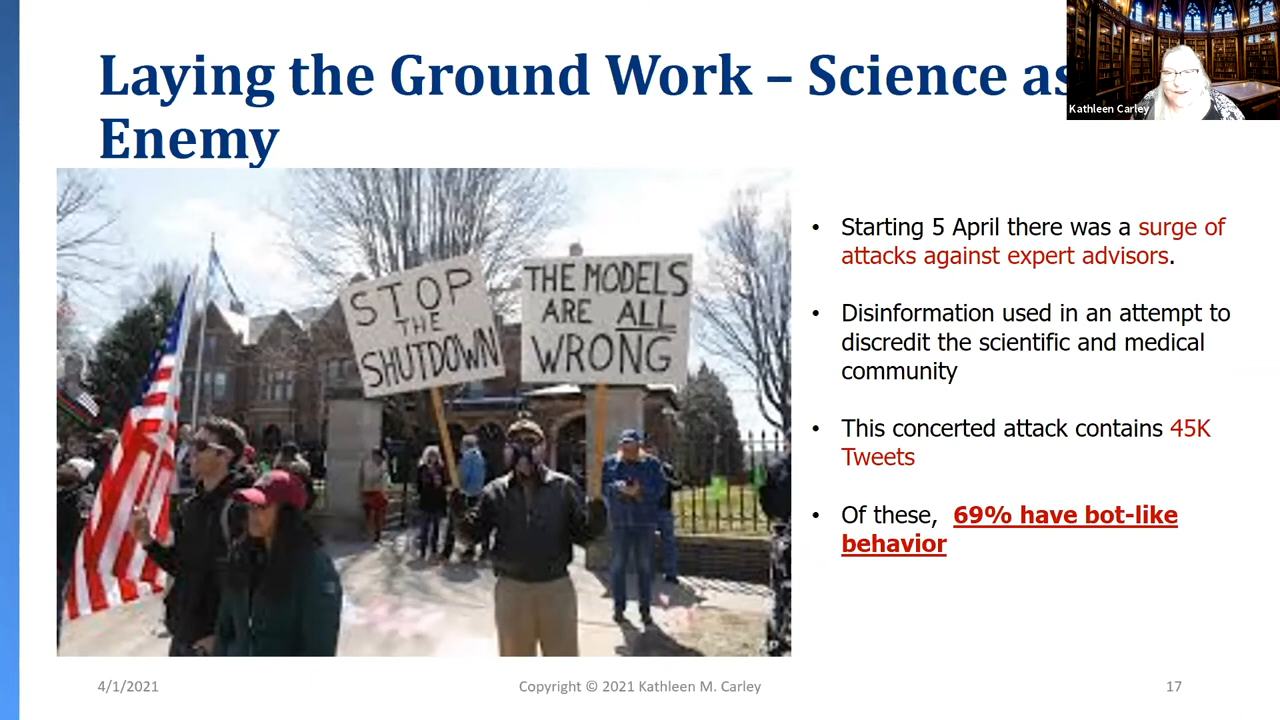 Laying the Ground Work – Science as
Enemy
Kathleen Carley
STOP
THE
SHUTDOWN
THE MODELS
ARE ALL
WRONG
• Starting 5 April there was a surge of
attacks against expert advisors.
• Disinformation used in an attempt to
discredit the scientific and medical
community
• This concerted attack contains 45K
Tweets
• Of these, 69% have bot-like
behavior
4/1/2021
Copyright © 2021 Kathleen M. Carley
17